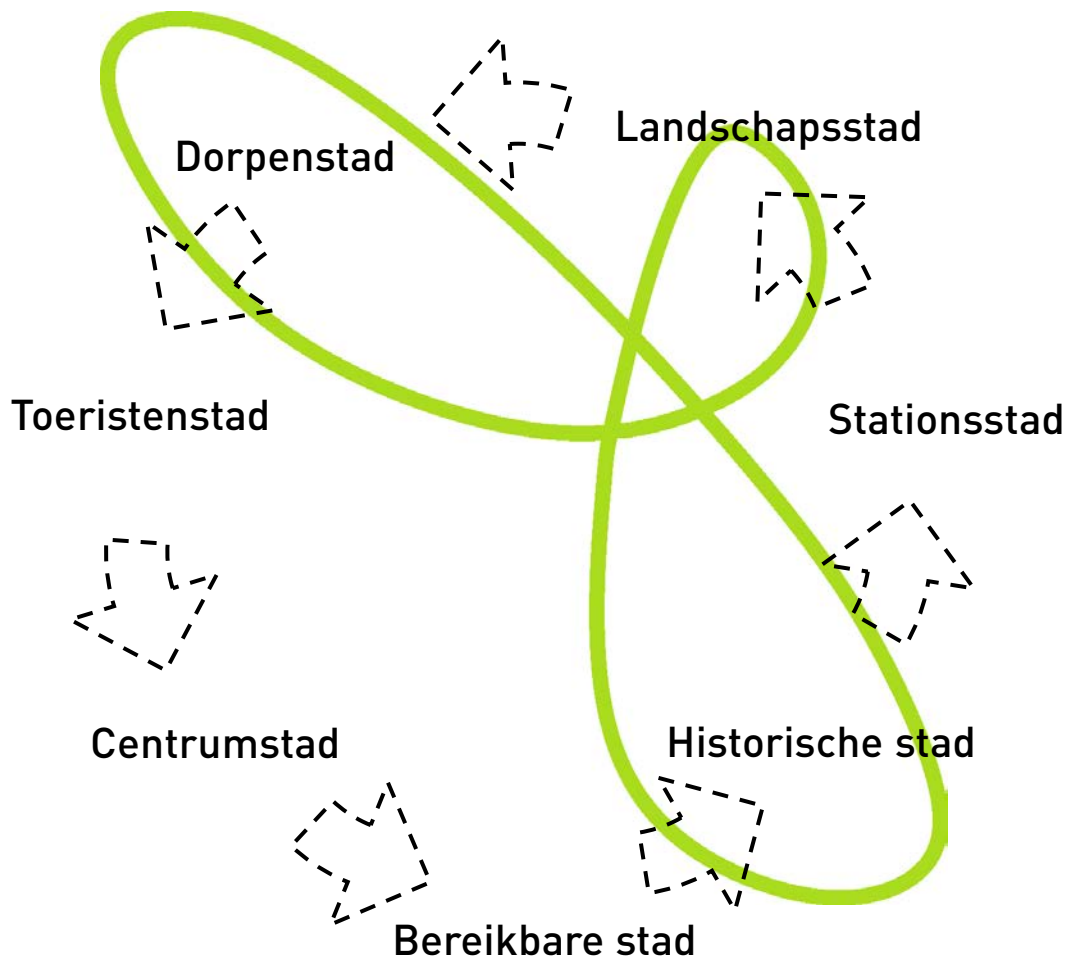 Landschapsstad
Dorpenstad
Toeristenstad
Stationsstad
Centrumstad
Historische stad
Bereikbare stad